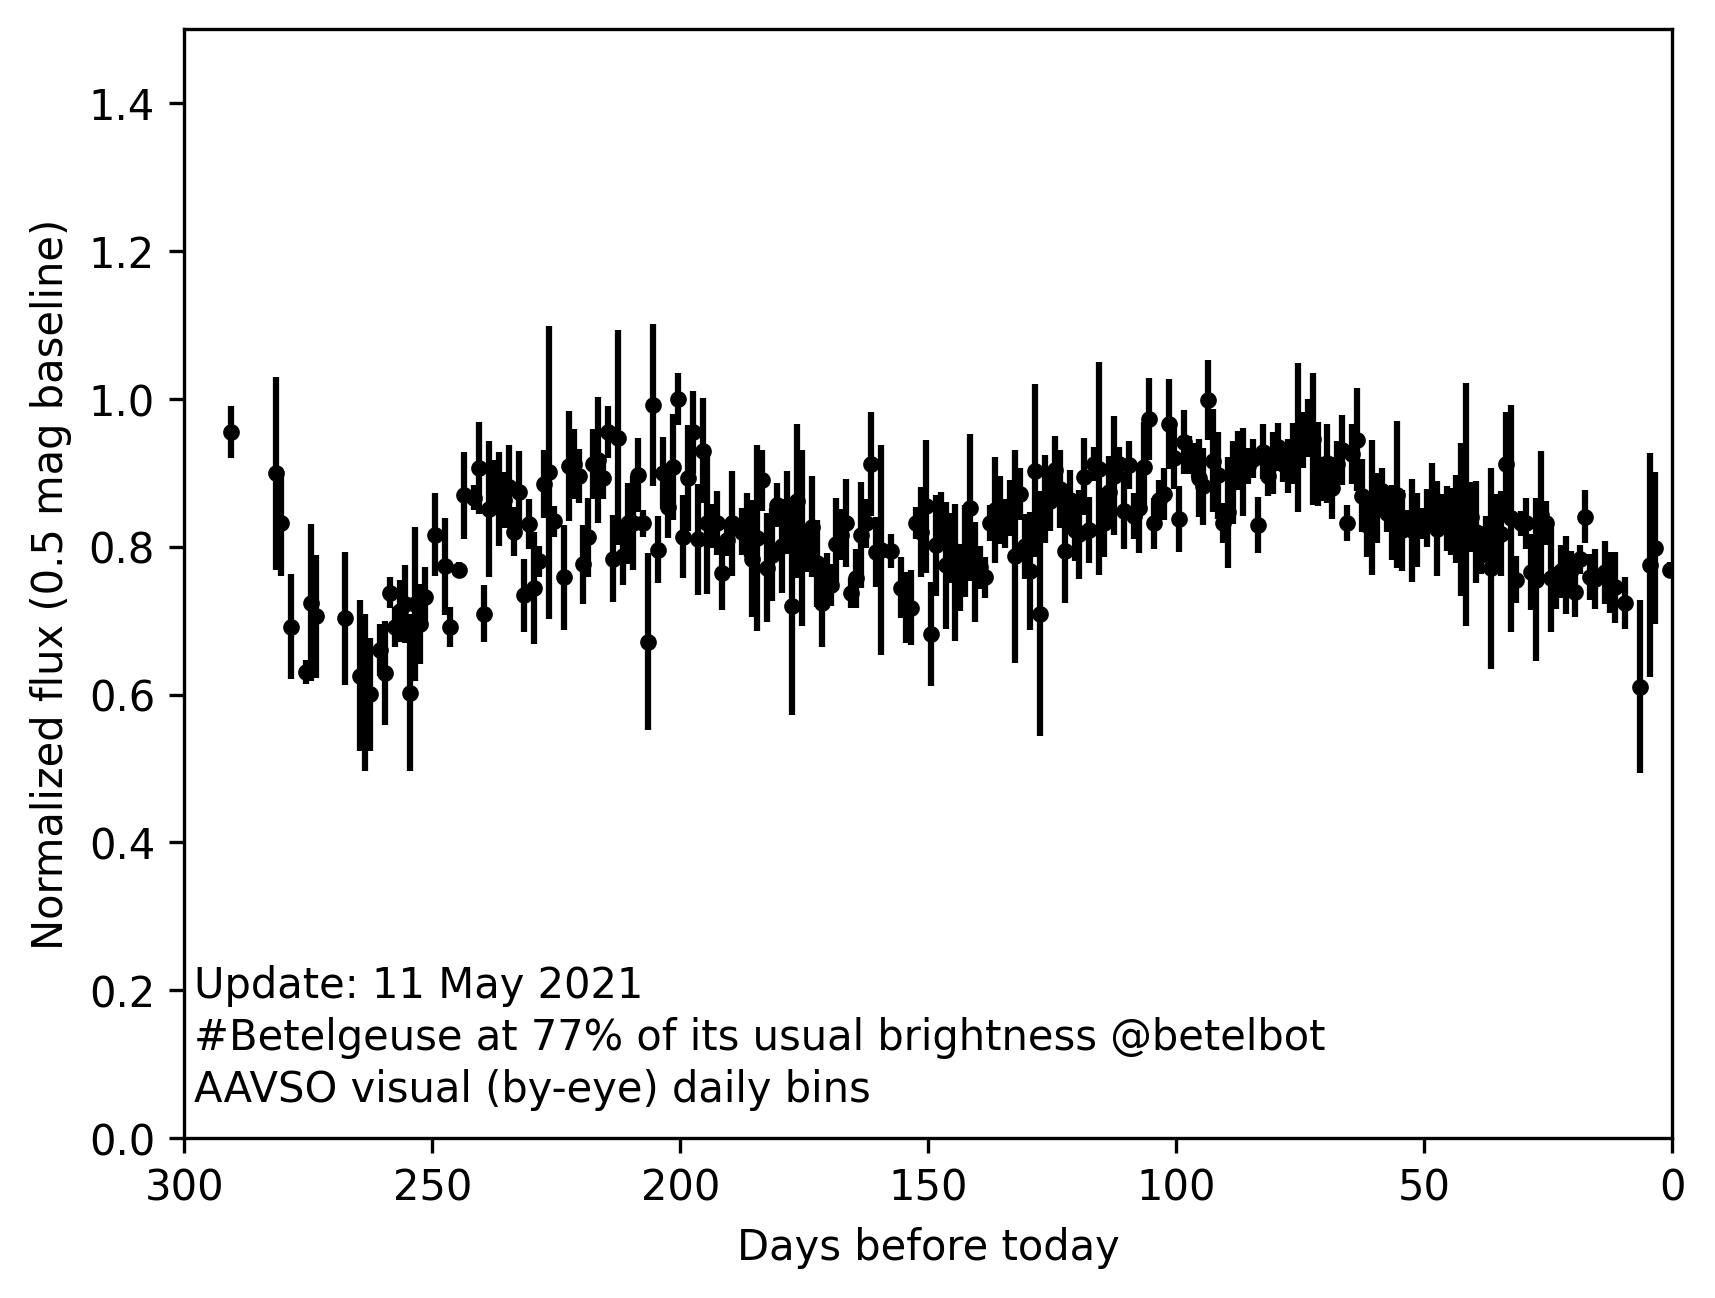 Normalized flux (0.5 mag baseline)
1.4
1.2
1.0
0.8
0.6
0.4
0.2
0.0
Update: 11 May 2021
#Betelgeuse at 77% of its usual brightness @betelbot
AAVSO visual (by-eye) daily bins
300 250 200 150 100 50 0
Days before today